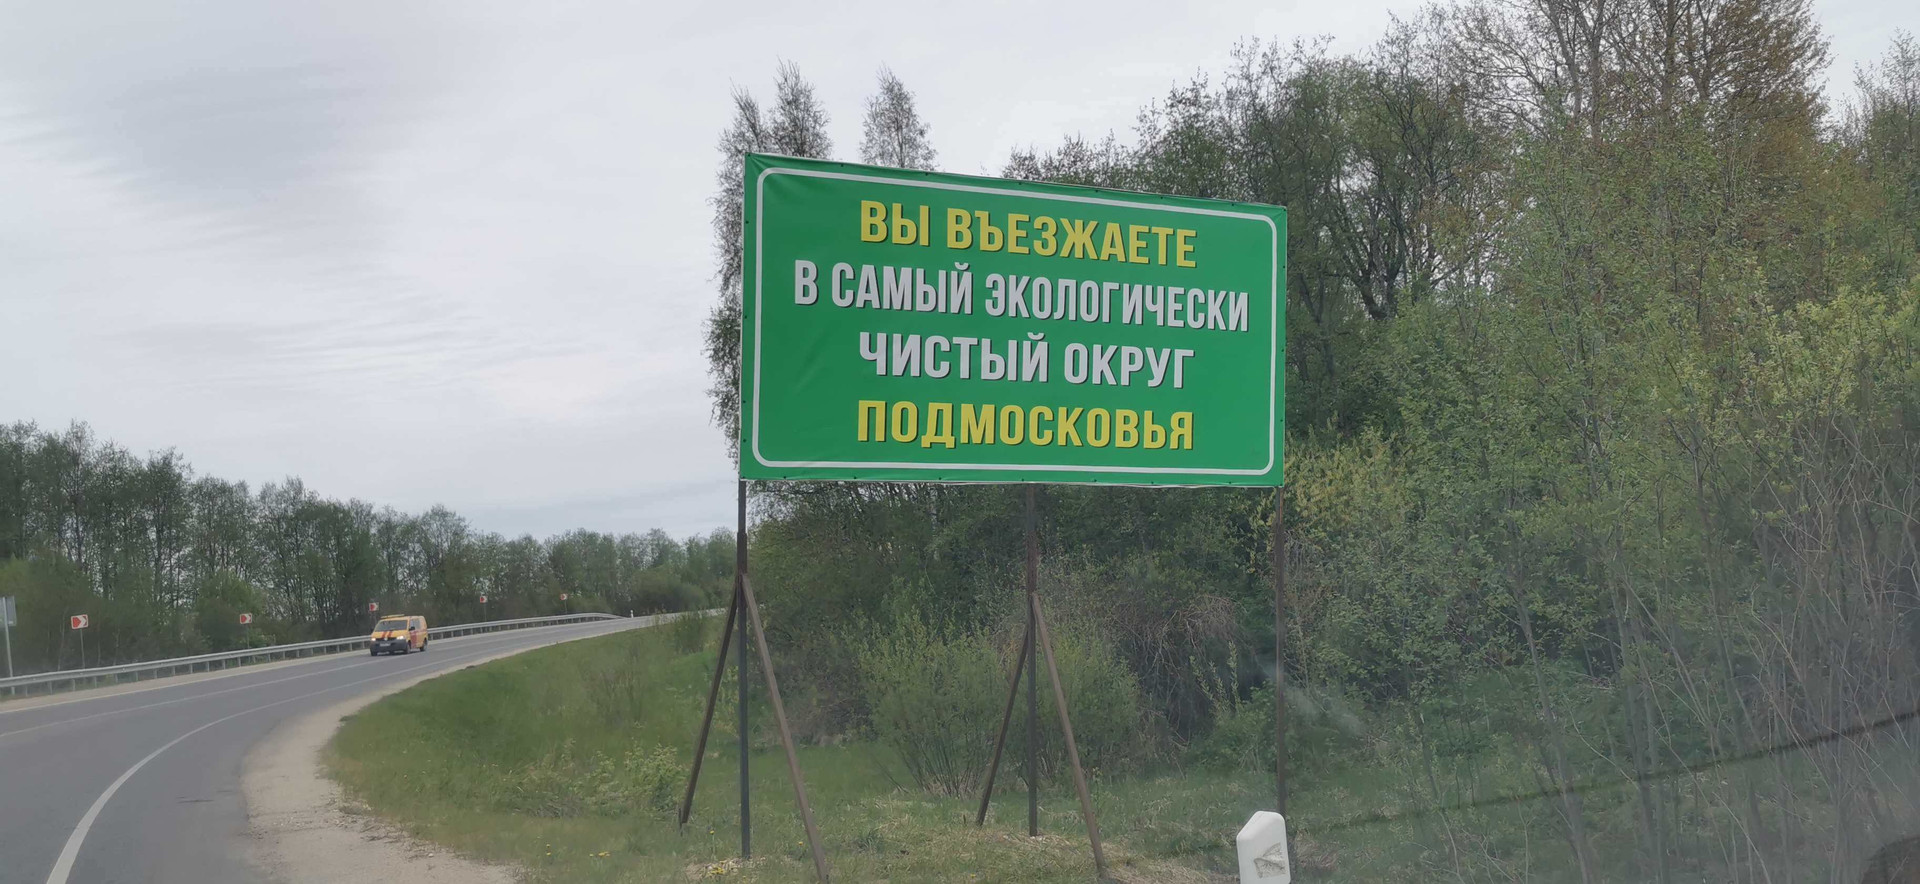 ВЫ ВЪЕЗЖАЕТЕ
В САМЫЙ ЭКОЛОГИЧЕСКИ
ЧИСТЫЙ ОКРУГ
ПОДМОСКОВЬЯ